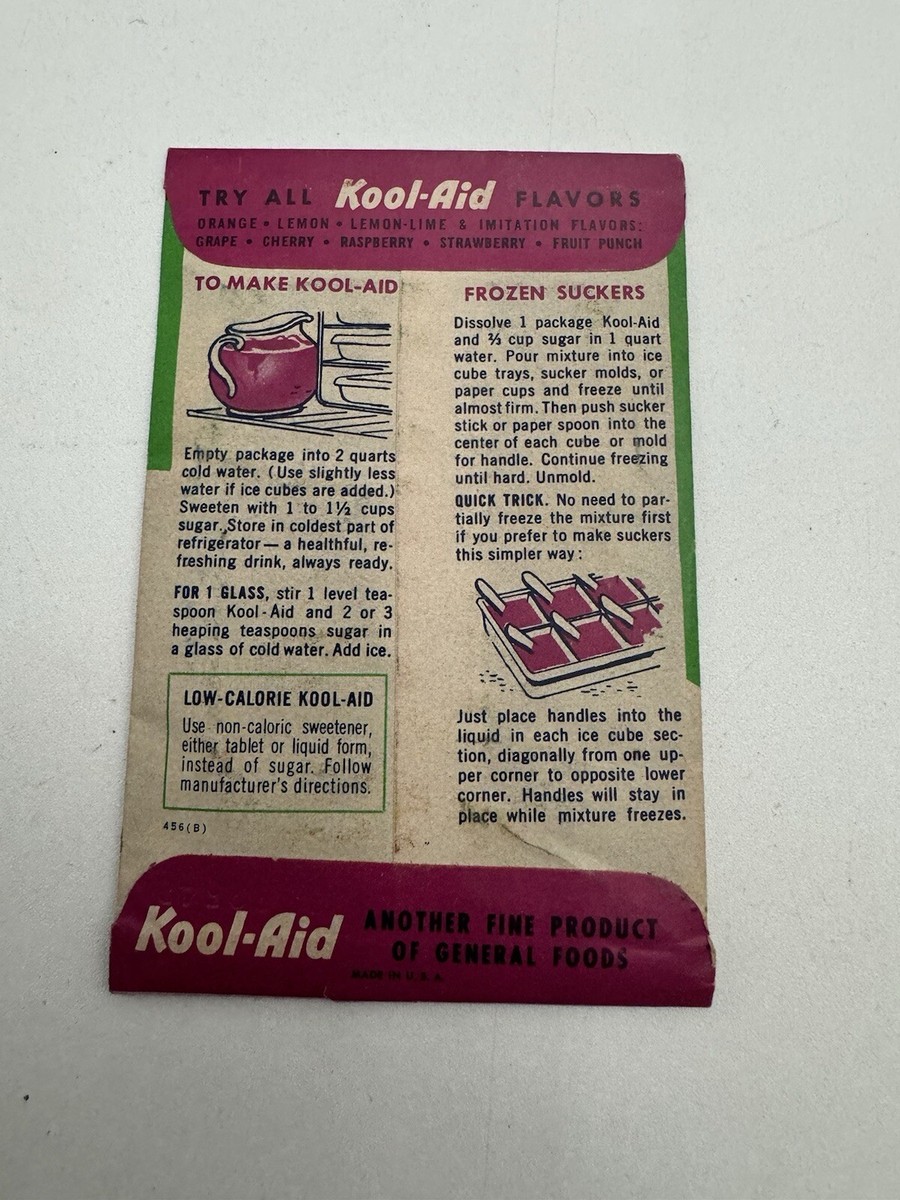 TRY ALL Kool-Aid FLAVORS
ORANGE • LEMON • LEMON-LIME & IMITATION FLAVORS:
GRAPE • CHERRY • RASPBERRY • STRAWBERRY • FRUIT PUNCH
TO MAKE KOOL-AID
Empty package into 2 quarts
cold water. (Use slightly less
water if ice cubes are added.)
Sweeten with 1 to 1½ cups
sugar. Store in coldest part of
refrigerator — a healthful, re-
freshing drink, always ready.
FOR 1 GLASS, stir 1 level tea-
spoon Kool-Aid and 2 or 3
heaping teaspoons sugar in
a glass of cold water. Add ice.
LOW-CALORIE KOOL-AID
Use non-caloric sweetener,
either tablet or liquid form,
instead of sugar. Follow
manufacturer's directions.
456(B)
FROZEN SUCKERS
Dissolve 1 package Kool-Aid
and ⅔ cup sugar in 1 quart
water. Pour mixture into ice
cube trays, sucker molds, or
paper cups and freeze until
almost firm. Then push sucker
stick or paper spoon into the
center of each cube or mold
for handle. Continue freezing
until hard. Unmold.
QUICK TRICK. No need to par-
tially freeze the mixture first
if you prefer to make suckers
this simpler way:
Just place handles into the
liquid in each ice cube sec-
tion, diagonally from one up-
per corner to opposite lower
corner. Handles will stay in
place while mixture freezes.
Kool-Aid
ANOTHER FINE PRODUCT
OF GENERAL FOODS
MADE IN U.S.A.